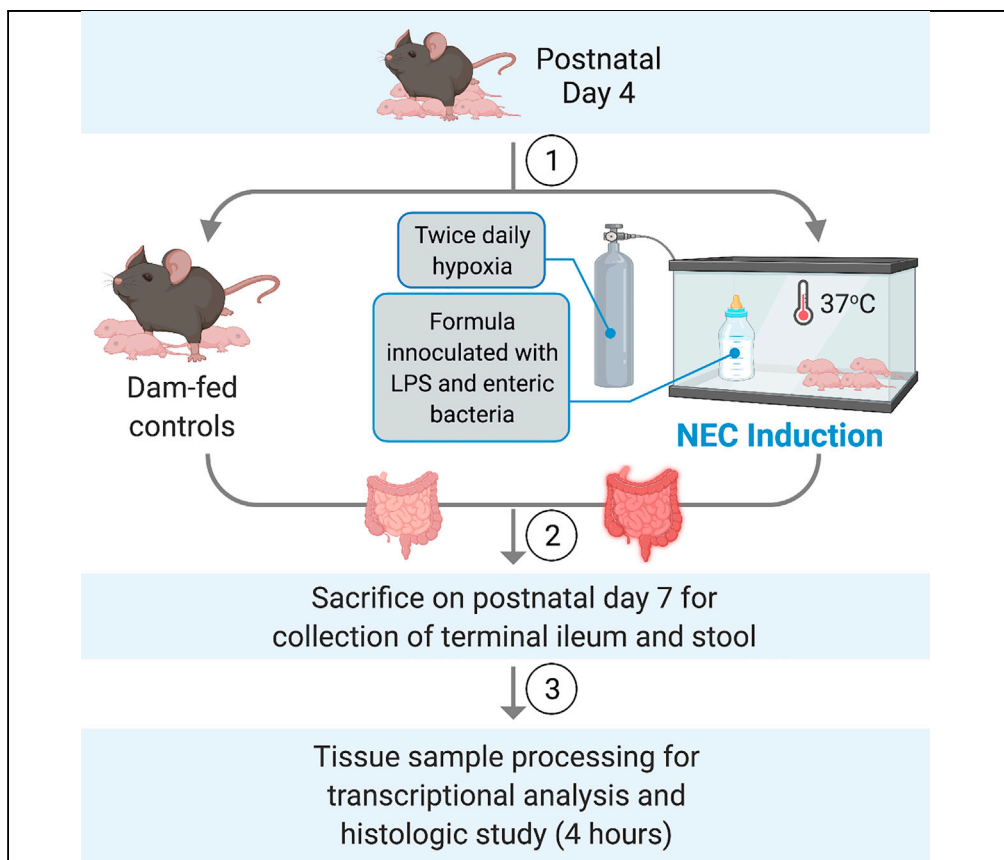 Postnatal
Day 4
1
Twice daily
hypoxia
37°C
Formula
innoculated with
LPS and enteric
bacteria
Dam-fed
controls
NEC Induction
2
Sacrifice on postnatal day 7 for
collection of terminal ileum and stool
3
Tissue sample processing for
transcriptional analysis and
histologic study (4 hours)